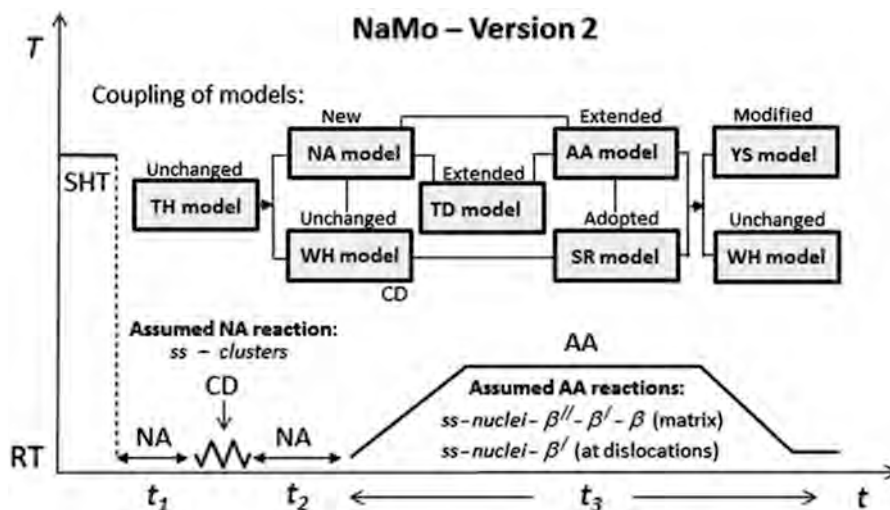 NaMo – Version 2
T
Coupling of models:
New
Extended
Modified
NA model
AA model
YS model
SHT
Unchanged
TH model
Extended
TD model
Unchanged
Adopted
Unchanged
WH model
SR model
WH model
CD
Assumed NA reaction:
ss – clusters
CD
AA
Assumed AA reactions:
ss–nuclei–β//–β/–β (matrix)
ss–nuclei–β/ (at dislocations)
NA
NA
RT
t1
t2
t3
t